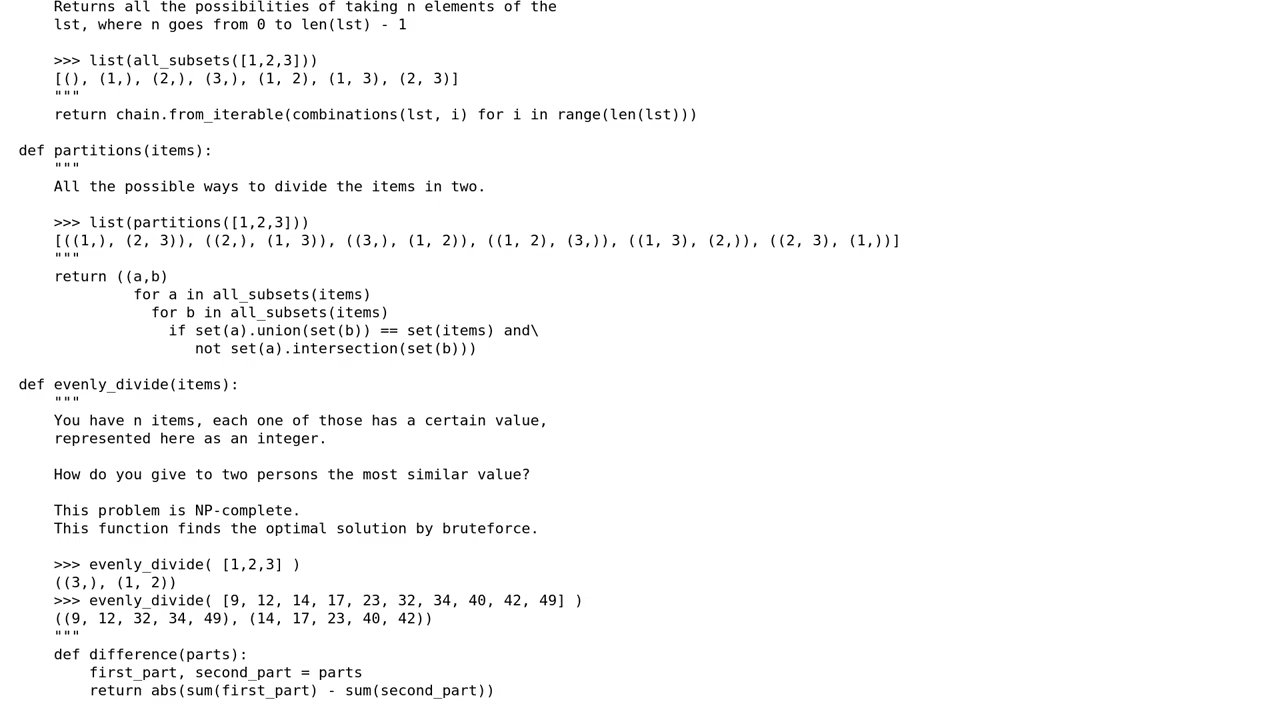 Returns all the possibilities of taking n elements of the
    lst, where n goes from 0 to len(lst) - 1

    >>> list(all_subsets([1,2,3]))
    [(), (1,), (2,), (3,), (1, 2), (1, 3), (2, 3)]
    """
    return chain.from_iterable(combinations(lst, i) for i in range(len(lst)))

def partitions(items):
    """
    All the possible ways to divide the items in two.

    >>> list(partitions([1,2,3]))
    [((1,), (2, 3)), ((2,), (1, 3)), ((3,), (1, 2)), ((1, 2), (3,)), ((1, 3), (2,)), ((2, 3), (1,))]
    """
    return ((a,b)
             for a in all_subsets(items)
               for b in all_subsets(items)
                 if set(a).union(set(b)) == set(items) and\
                    not set(a).intersection(set(b)))

def evenly_divide(items):
    """
    You have n items, each one of those has a certain value,
    represented here as an integer.

    How do you give to two persons the most similar value?

    This problem is NP-complete.
    This function finds the optimal solution by bruteforce.

    >>> evenly_divide( [1,2,3] )
    ((3,), (1, 2))
    >>> evenly_divide( [9, 12, 14, 17, 23, 32, 34, 40, 42, 49] )
    ((9, 12, 32, 34, 49), (14, 17, 23, 40, 42))
    """
    def difference(parts):
        first_part, second_part = parts
        return abs(sum(first_part) - sum(second_part))